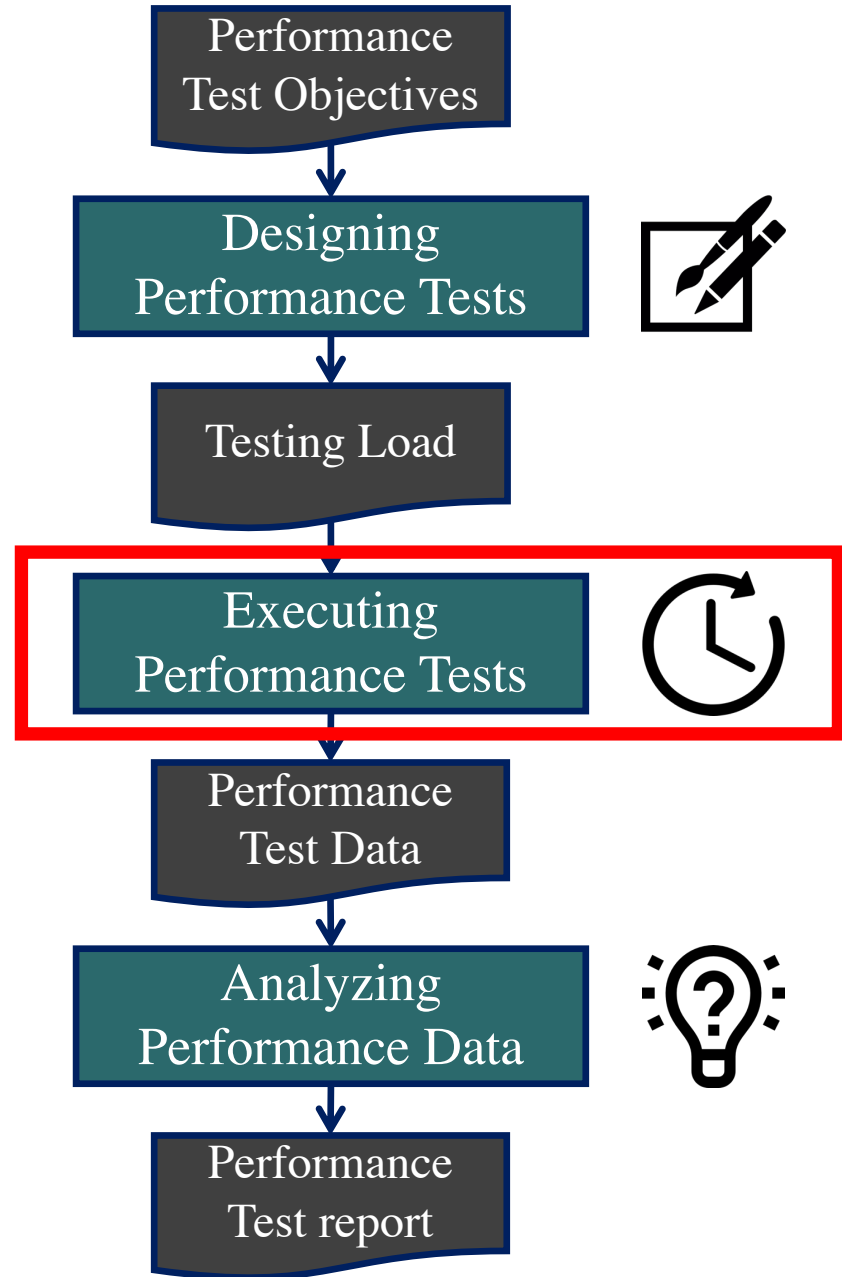 Performance
Test Objectives
Designing
Performance Tests
Testing Load
Executing
Performance Tests
Performance
Test Data
Analyzing
Performance Data
Performance
Test report